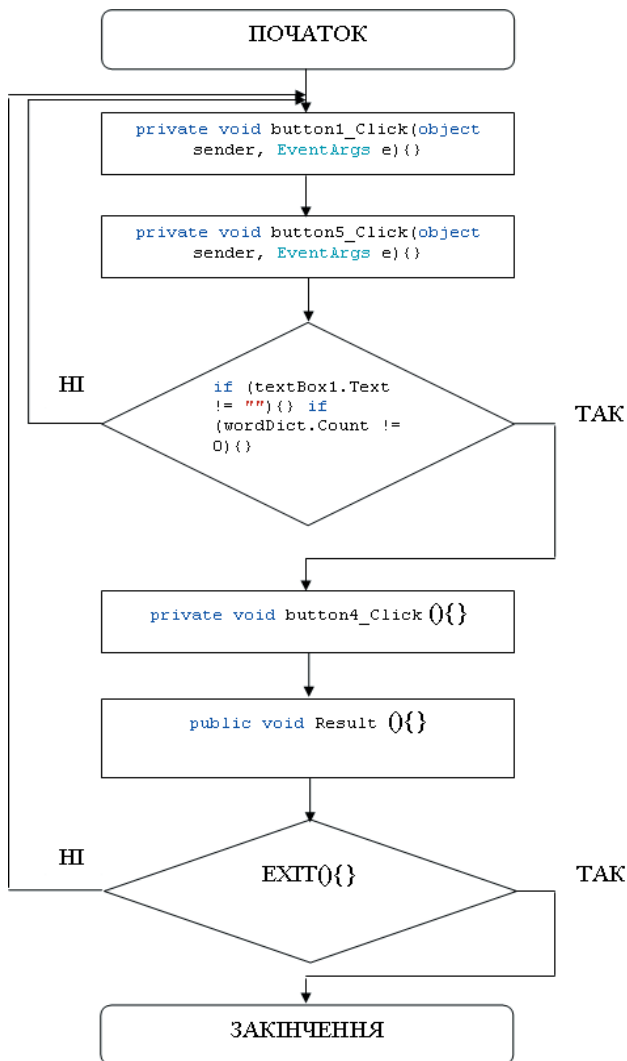 ПОЧАТОК
private void button1_Click(object
sender, EventArgs e){}
private void button5_Click(object
sender, EventArgs e){}
НІ
if (textBox1.Text
!= ""){} if
(wordDict.Count !=
0){}
ТАК
private void button4_Click (){}
public void Result (){}
НІ
EXIT(){}
ТАК
ЗАКІНЧЕННЯ